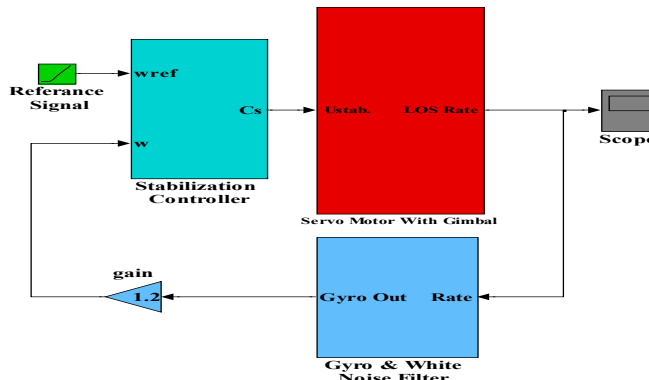 wref
Referance
Signal
Cs
Ustab.
LOS Rate
w
Scope
Stabilization
Controller
Servo Motor With Gimbal
gain
1.2
Gyro Out
Rate
Gyro & White
Noise Filter